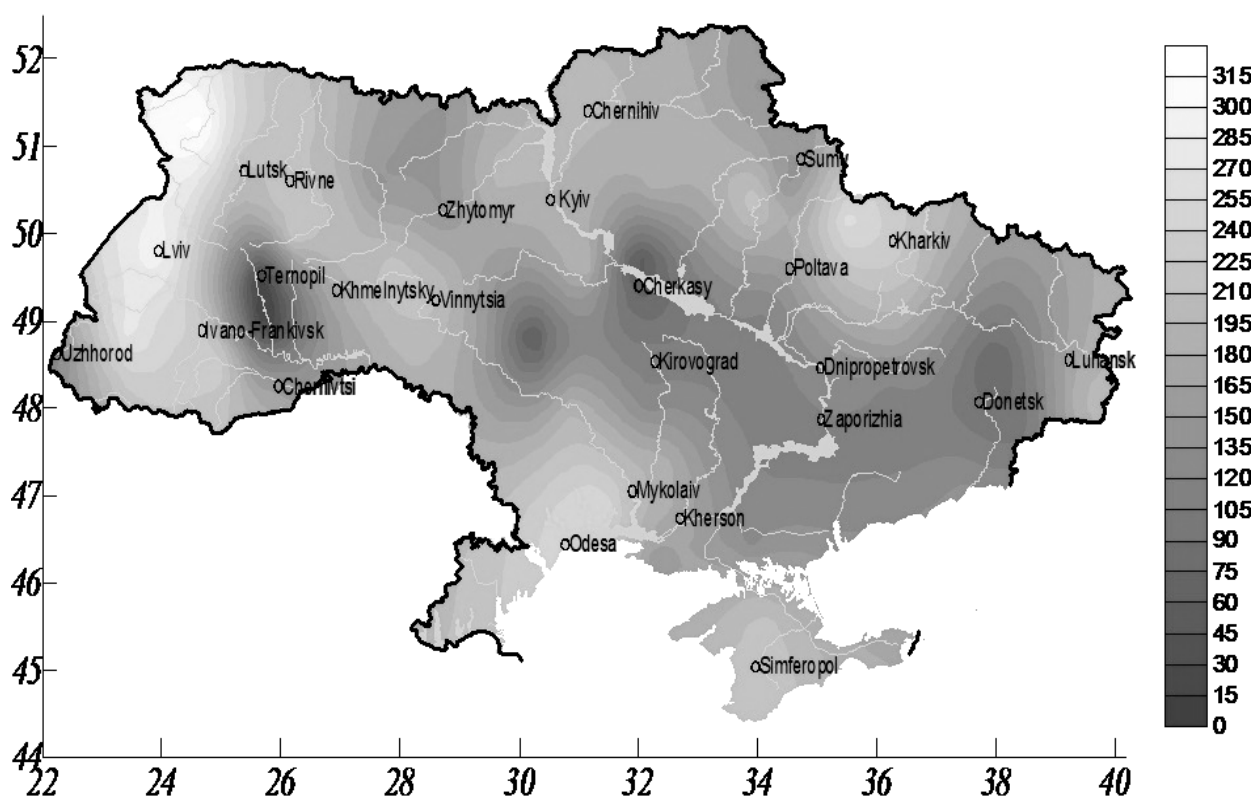 52
51
50
49
48
47
46
45
44
22 24 26 28 30 32 34 36 38 40
Chernihiv
Sumy
Lutsk
Rivne
Kyiv
Zhytomyr
Kharkiv
Lviv
Poltava
Ternopil
Khmelnytsky
Vinnytsia
Cherkasy
Ivano-Frankivsk
Uzhhorod
Kirovograd
Dnipropetrovsk
Luhansk
Chernivtsi
Donetsk
Zaporizhia
Mykolaiv
Kherson
Odesa
Simferopol
315
300
285
270
255
240
225
210
195
180
165
150
135
120
105
90
75
60
45
30
15
0